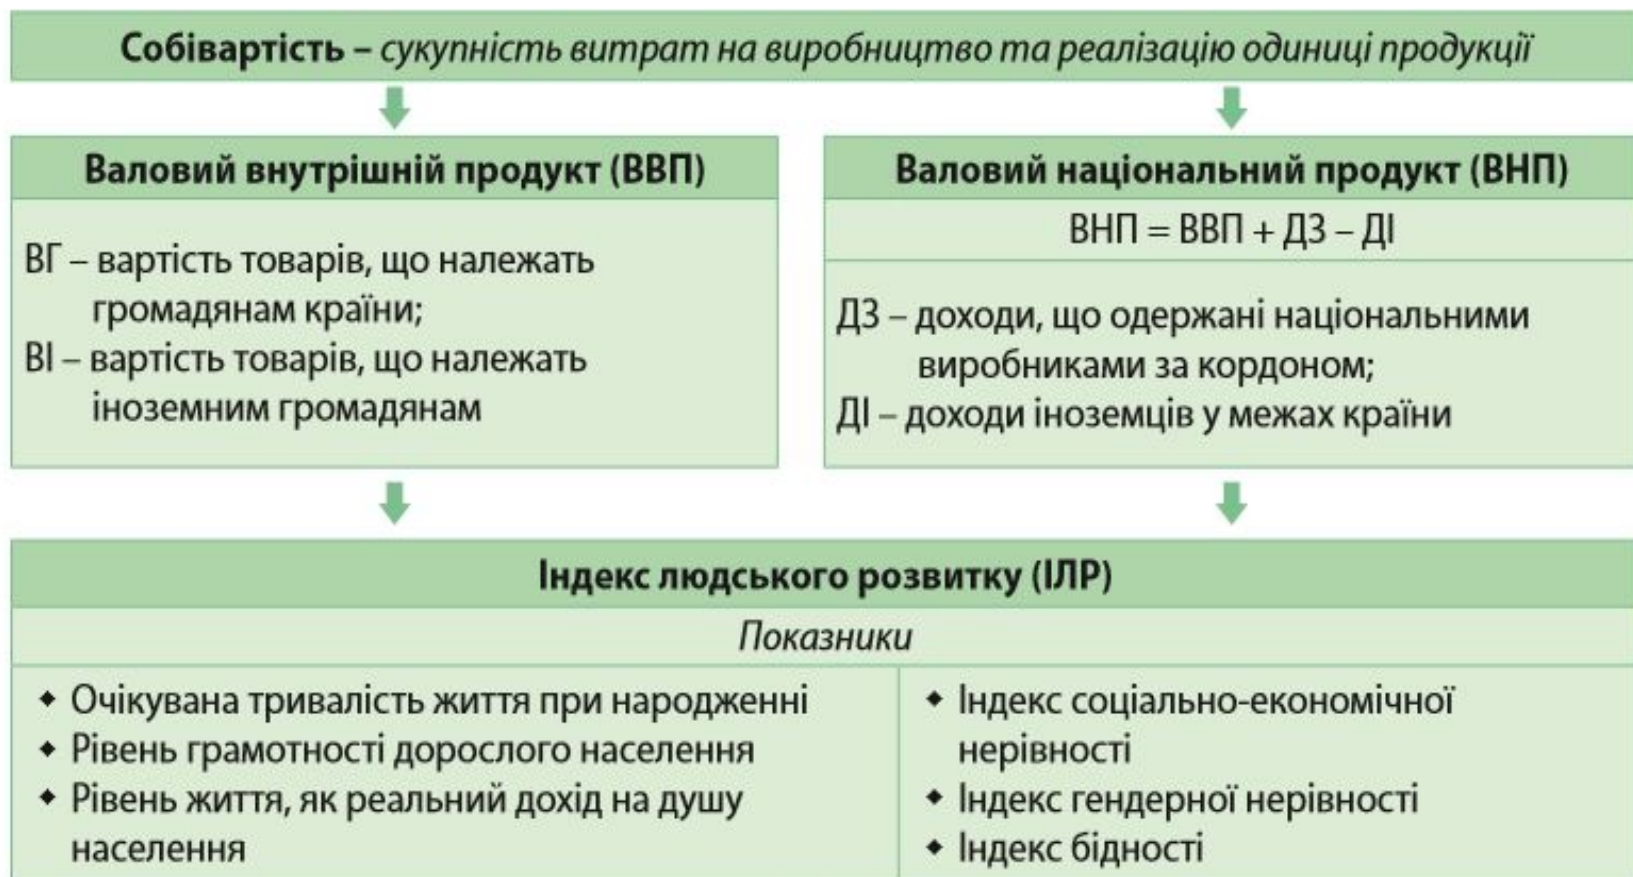 Собівартість – сукупність витрат на виробництво та реалізацію одиниці продукції
Валовий внутрішній продукт (ВВП)
ВГ – вартість товарів, що належать
громадянам країни;
ВІ – вартість товарів, що належать
іноземним громадянам
Валовий національний продукт (ВНП)
ВНП = ВВП + ДЗ – ДІ
ДЗ – доходи, що одержані національними
виробниками за кордоном;
ДІ – доходи іноземців у межах країни
Індекс людського розвитку (ІЛР)
Показники
◆ Очікувана тривалість життя при народженні
◆ Рівень грамотності дорослого населення
◆ Рівень життя, як реальний дохід на душу
населення
◆ Індекс соціально-економічної
нерівності
◆ Індекс гендерної нерівності
◆ Індекс бідності